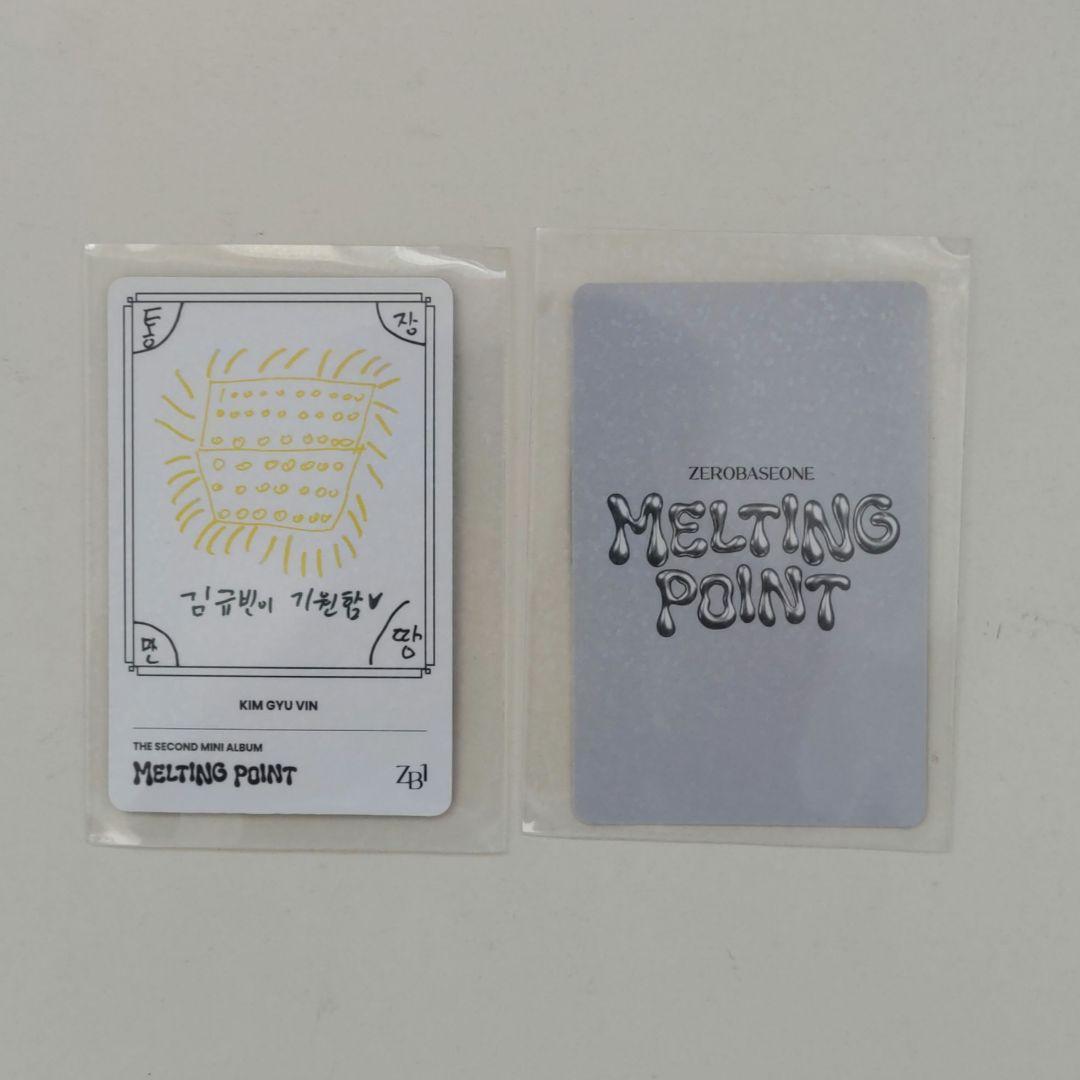 통
장
김규빈이 기원함♥
만
땅
KIM GYU VIN
THE SECOND MINI ALBUM
MELTING POINT
ZB1
ZEROBASEONE
MELTING
POINT